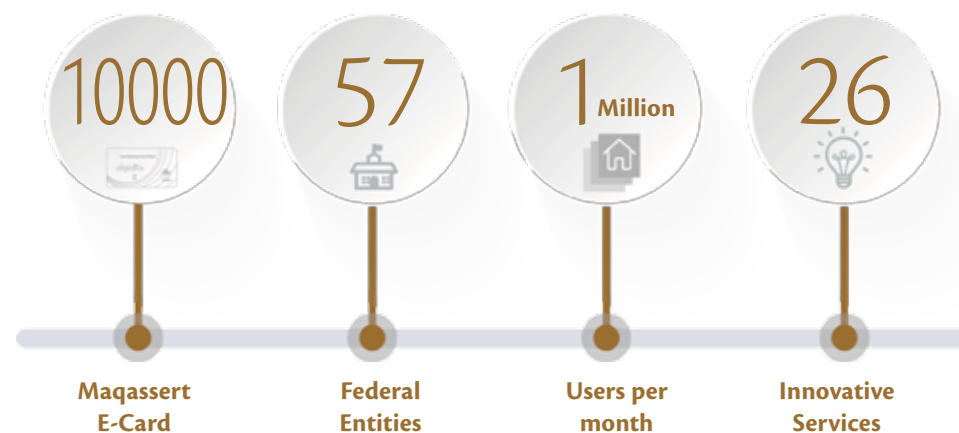 10000
57
1 Million
26
Maqassert
E-Card
Federal
Entities
Users per
month
Innovative
Services